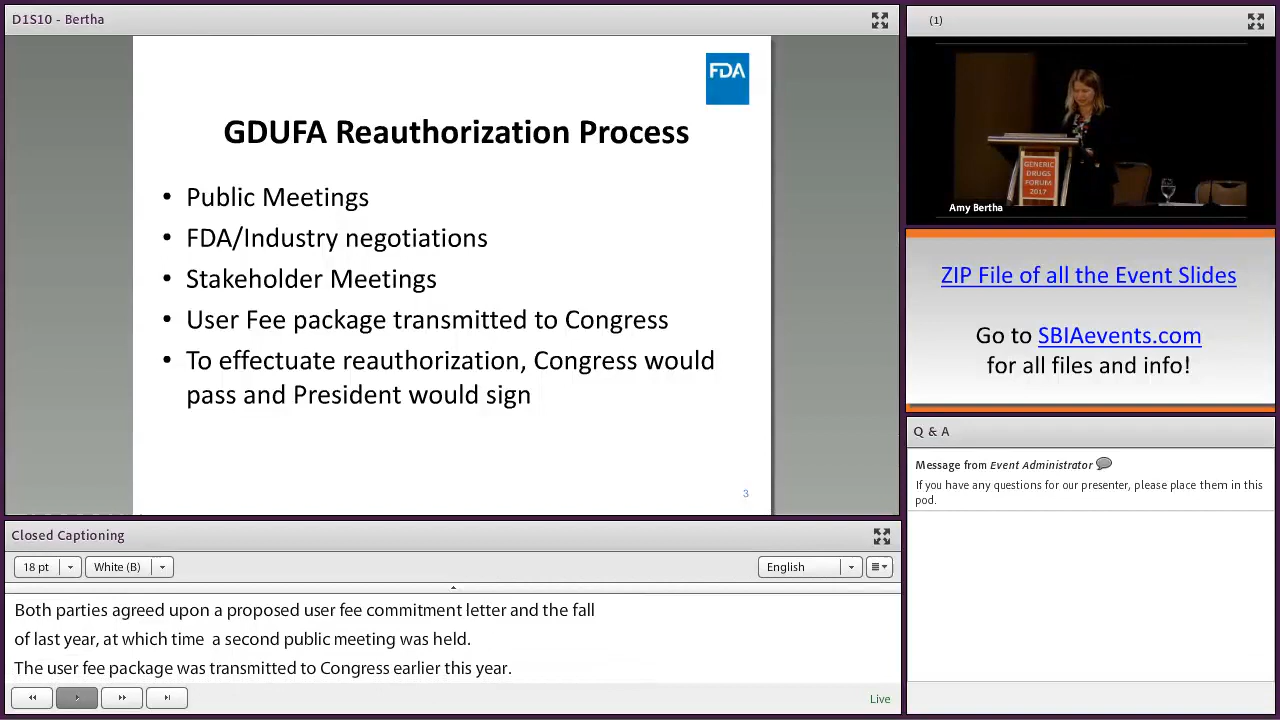 D1S10 - Bertha
FDA
GDUFA Reauthorization Process
• Public Meetings
• FDA/Industry negotiations
• Stakeholder Meetings
• User Fee package transmitted to Congress
• To effectuate reauthorization, Congress would
pass and President would sign
3
(1)
GENERIC
DRUGS
FORUM
2017
Amy Bertha
ZIP File of all the Event Slides
Go to SBIAevents.com
for all files and info!
Q & A
Message from Event Administrator
If you have any questions for our presenter, please place them in this
pod.
Closed Captioning
18 pt
White (B)
English
Both parties agreed upon a proposed user fee commitment letter and the fall
of last year, at which time a second public meeting was held.
The user fee package was transmitted to Congress earlier this year.
Live